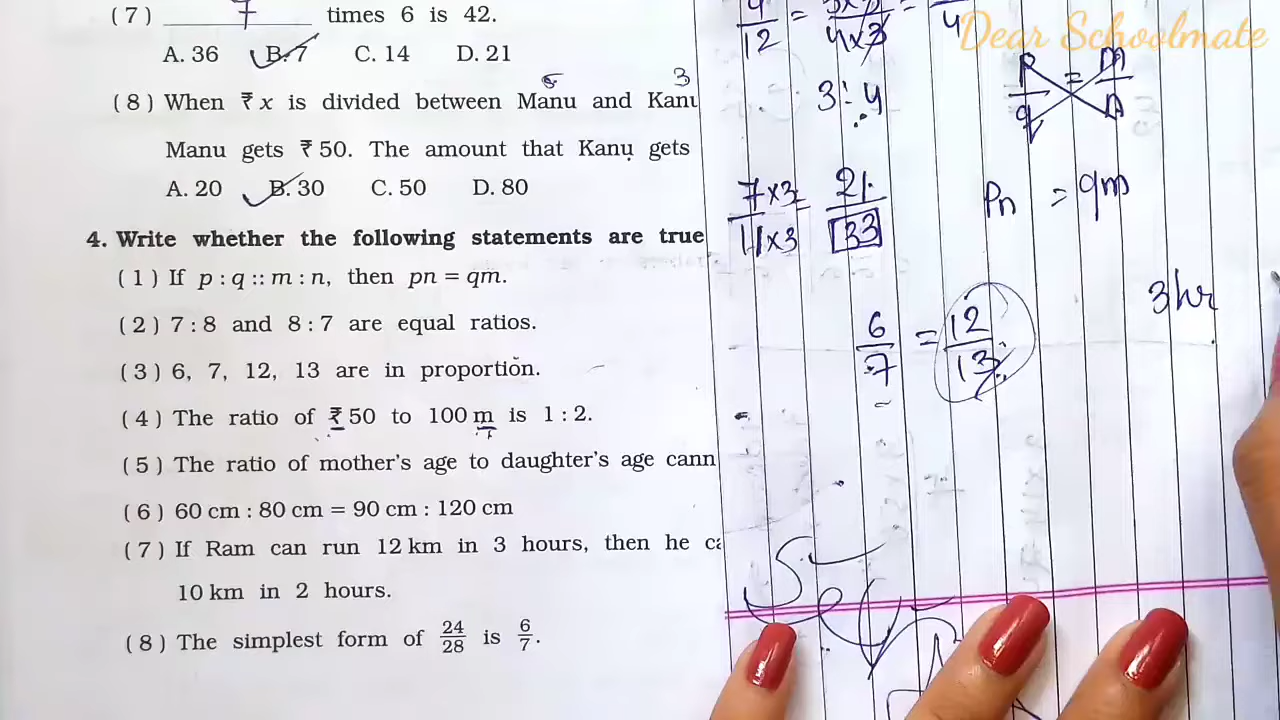 (7) 7 times 6 is 42.
A. 36 B. 7 C. 14 D. 21
5 3
(8) When ₹ x is divided between Manu and
Manu gets ₹ 50. The amount that Kanu gets
A. 20 B. 30 C. 50 D. 80
4. Write whether the following statements are true
(1) If p : q :: m : n, then pn = qm.
(2) 7 : 8 and 8 : 7 are equal ratios.
(3) 6, 7, 12, 13 are in proportion.
(4) The ratio of ₹ 50 to 100 m is 1 : 2.
(5) The ratio of mother's age to daughter's age
(6) 60 cm : 80 cm = 90 cm : 120 cm
(7) If Ram can run 12 km in 3 hours, then he
10 km in 2 hours.
(8) The simplest form of 24/28 is 6/7.
Dear Schoolmate
3 : 4
p/q = m/n
pn = qm
7×3/11×3 = 21/33
6/7 = 12/13
3 hr